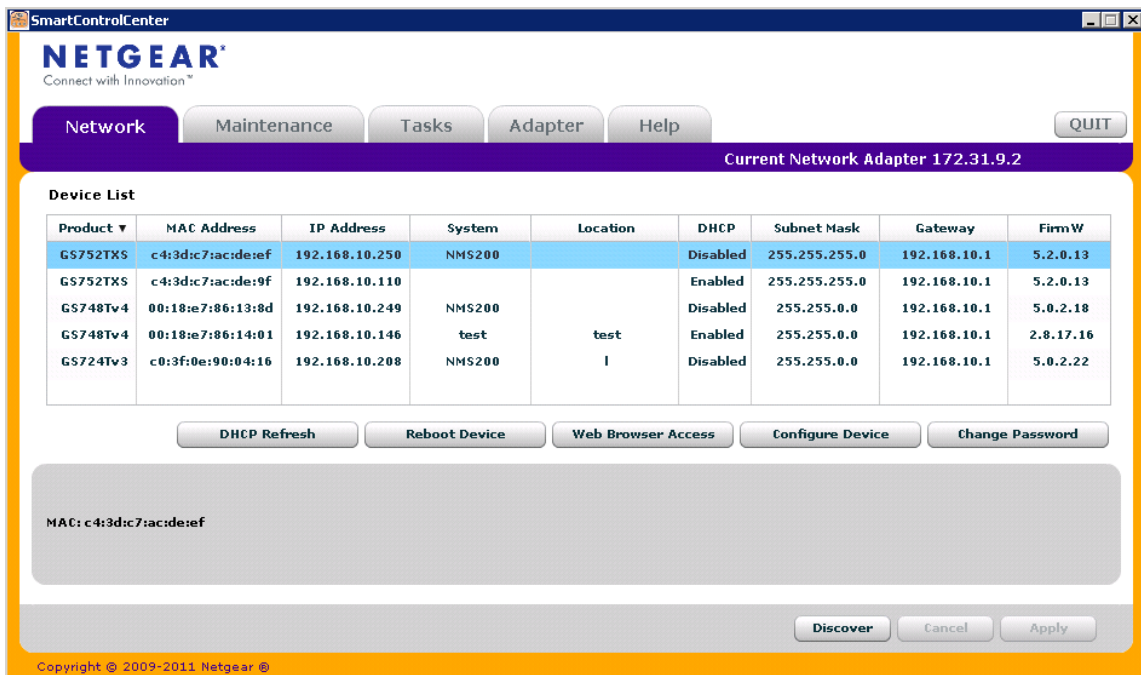 SmartControlCenter
NETGEAR®
Connect with Innovation™
Network Maintenance Tasks Adapter Help QUIT
Current Network Adapter 172.31.9.2
Device List
Product ▼ MAC Address IP Address System Location DHCP Subnet Mask Gateway Firm W
GS752TXS c4:3d:c7:ac:de:ef 192.168.10.250 NMS200 Disabled 255.255.255.0 192.168.10.1 5.2.0.13
GS752TXS c4:3d:c7:ac:de:9f 192.168.10.110 Enabled 255.255.255.0 192.168.10.1 5.2.0.13
GS748Tv4 00:18:e7:86:13:8d 192.168.10.249 NMS200 Disabled 255.255.0.0 192.168.10.1 5.0.2.18
GS748Tv4 00:18:e7:86:14:01 192.168.10.146 test test Enabled 255.255.0.0 192.168.10.1 2.8.17.16
GS724Tv3 c0:3f:0e:90:04:16 192.168.10.208 NMS200 l Disabled 255.255.0.0 192.168.10.1 5.0.2.22
DHCP Refresh Reboot Device Web Browser Access Configure Device Change Password
MAC: c4:3d:c7:ac:de:ef
Discover Cancel Apply
Copyright © 2009-2011 Netgear ®